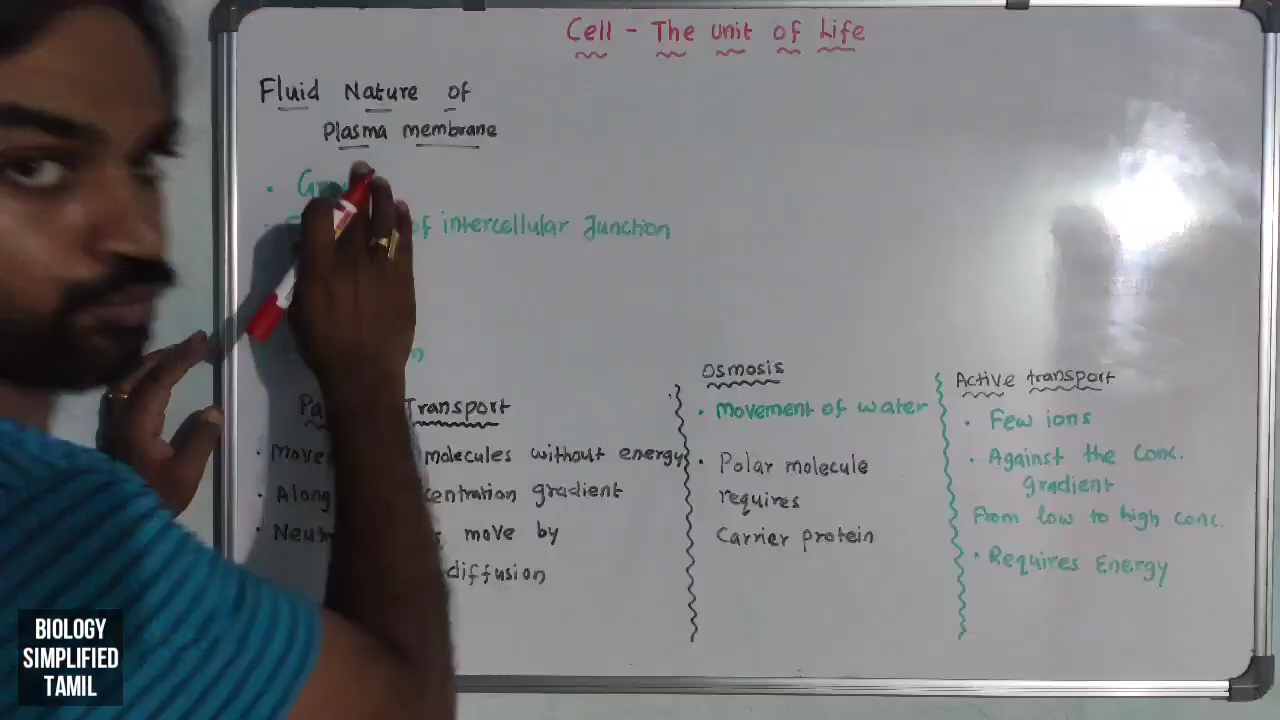 Cell - The Unit of Life
Fluid Nature of
Plasma membrane
of intercellular Junction
Transport
molecules without energy
Along gradient
move by
diffusion
Osmosis
• Movement of water
• Polar molecule
requires
Carrier protein
Active transport
• Few ions
• Against the Conc.
gradient
From low to high conc.
• Requires Energy
BIOLOGY
SIMPLIFIED
TAMIL